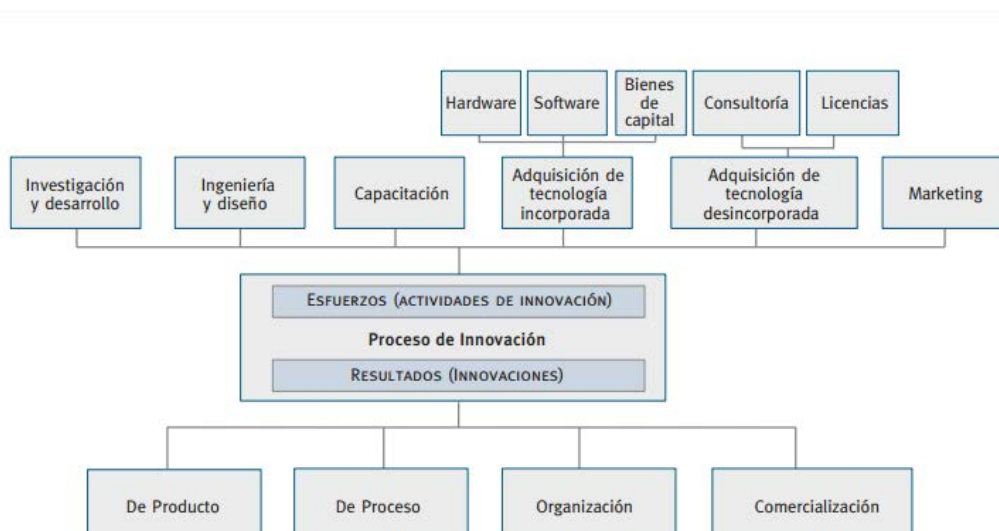 Hardware
Software
Bienes
de
capital
Consultoría
Licencias
Investigación
y desarrollo
Ingeniería
y diseño
Capacitación
Adquisición de
tecnología
incorporada
Adquisición de
tecnología
desincorporada
Marketing
Esfuerzos (actividades de innovación)
Proceso de Innovación
Resultados (Innovaciones)
De Producto
De Proceso
Organización
Comercialización